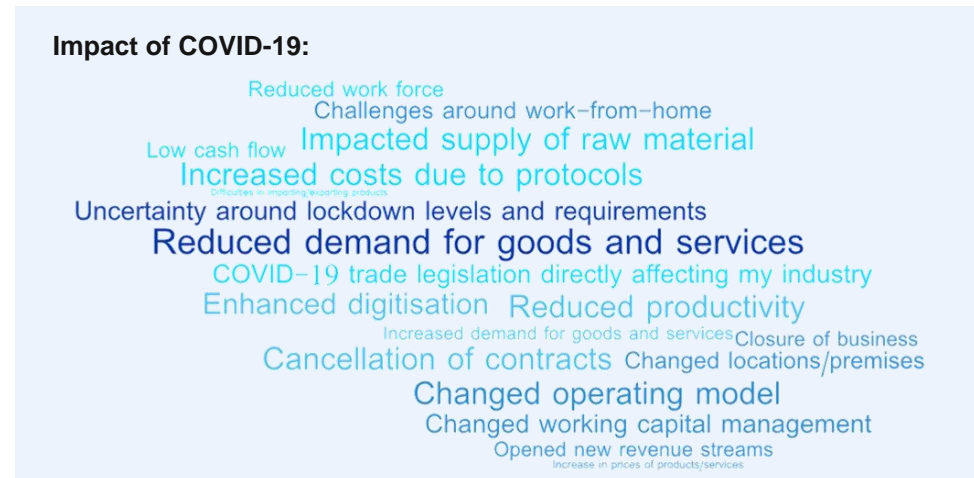 Impact of COVID-19:
Reduced work force
Challenges around work-from-home
Impacted supply of raw material
Low cash flow
Increased costs due to protocols
Difficulties in importing/exporting products
Uncertainty around lockdown levels and requirements
Reduced demand for goods and services
COVID-19 trade legislation directly affecting my industry
Enhanced digitisation Reduced productivity
Increased demand for goods and services
Closure of business
Cancellation of contracts Changed locations/premises
Changed operating model
Changed working capital management
Opened new revenue streams
Increase in prices of products/services